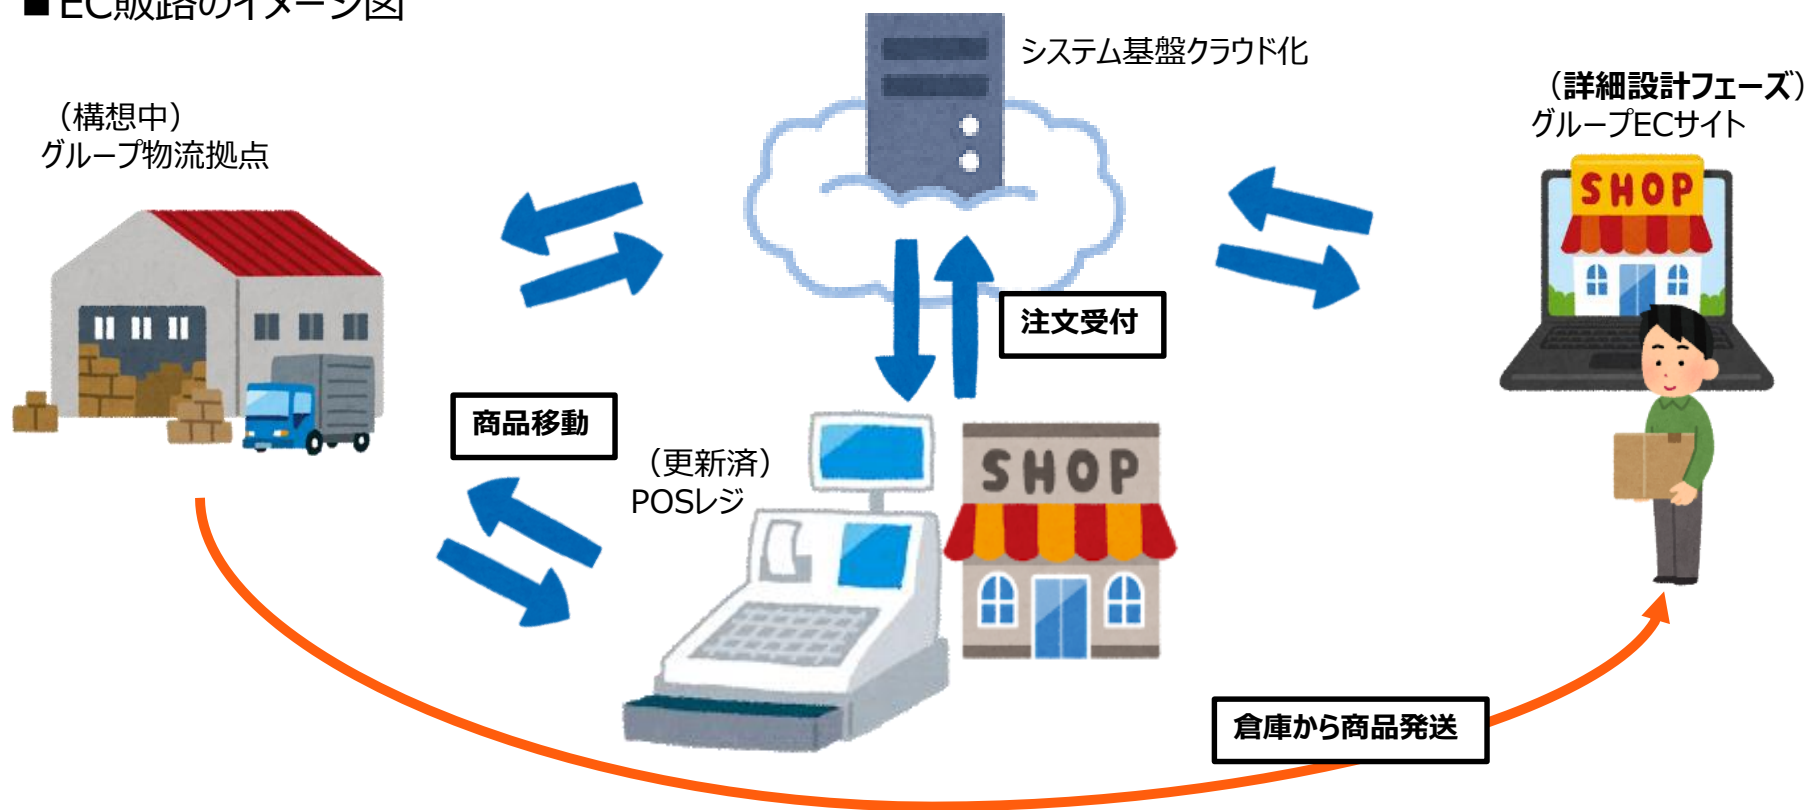 ■EC販路のイメージ図
システム基盤クラウド化
（構想中）
グループ物流拠点
（詳細設計フェーズ）
グループECサイト
SHOP
注文受付
商品移動
（更新済）
POSレジ
SHOP
倉庫から商品発送